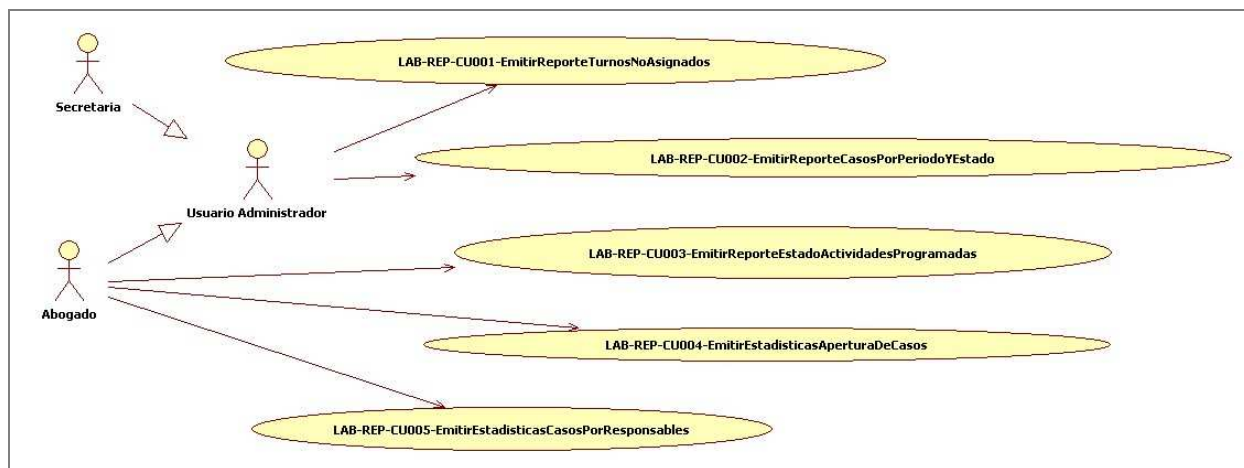 LAB-REP-CU001-EmitirReporteTurnosNoAsignados
Secretaria
LAB-REP-CU002-EmitirReporteCasosPorPeriodoYEstado
Usuario Administrador
LAB-REP-CU003-EmitirReporteEstadoActividadesProgramadas
Abogado
LAB-REP-CU004-EmitirEstadisticasAperturaDeCasos
LAB-REP-CU005-EmitirEstadisticasCasosPorResponsables